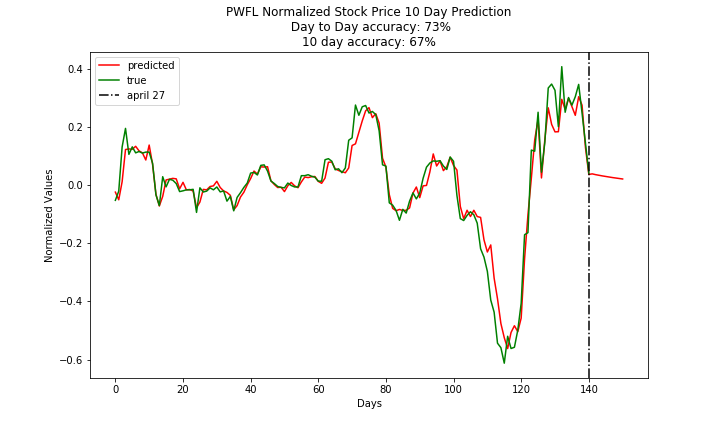 PWFL Normalized Stock Price 10 Day Prediction
Day to Day accuracy: 73%
10 day accuracy: 67%
predicted
true
april 27
Normalized Values
0.4
0.2
0.0
−0.2
−0.4
−0.6
0 20 40 60 80 100 120 140
Days